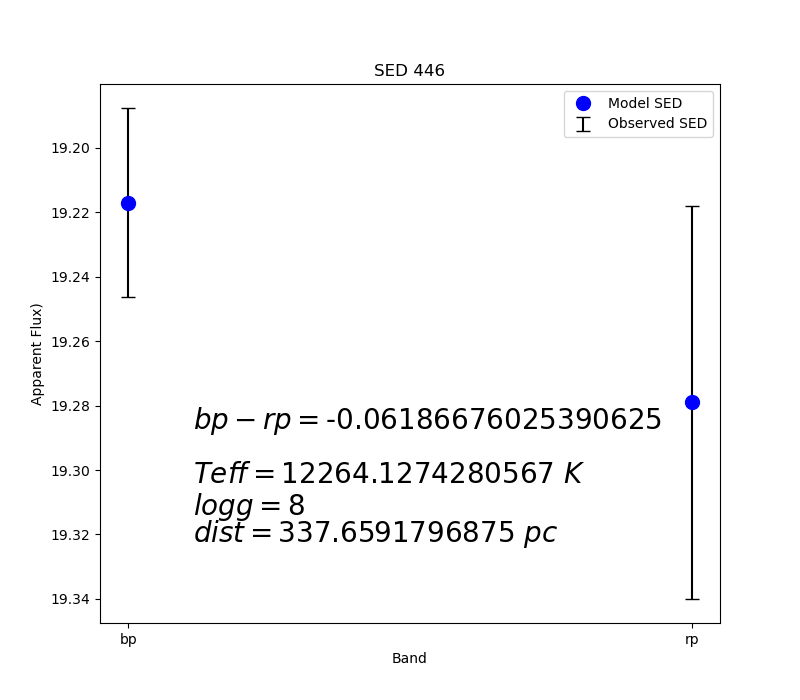 SED 446
Model SED
Observed SED
19.20
19.22
19.24
19.26
19.28
19.30
19.32
19.34
Apparent Flux)
bp − rp = -0.06186676025390625
Teff = 12264.1274280567 K
logg = 8
dist = 337.6591796875 pc
bp
rp
Band